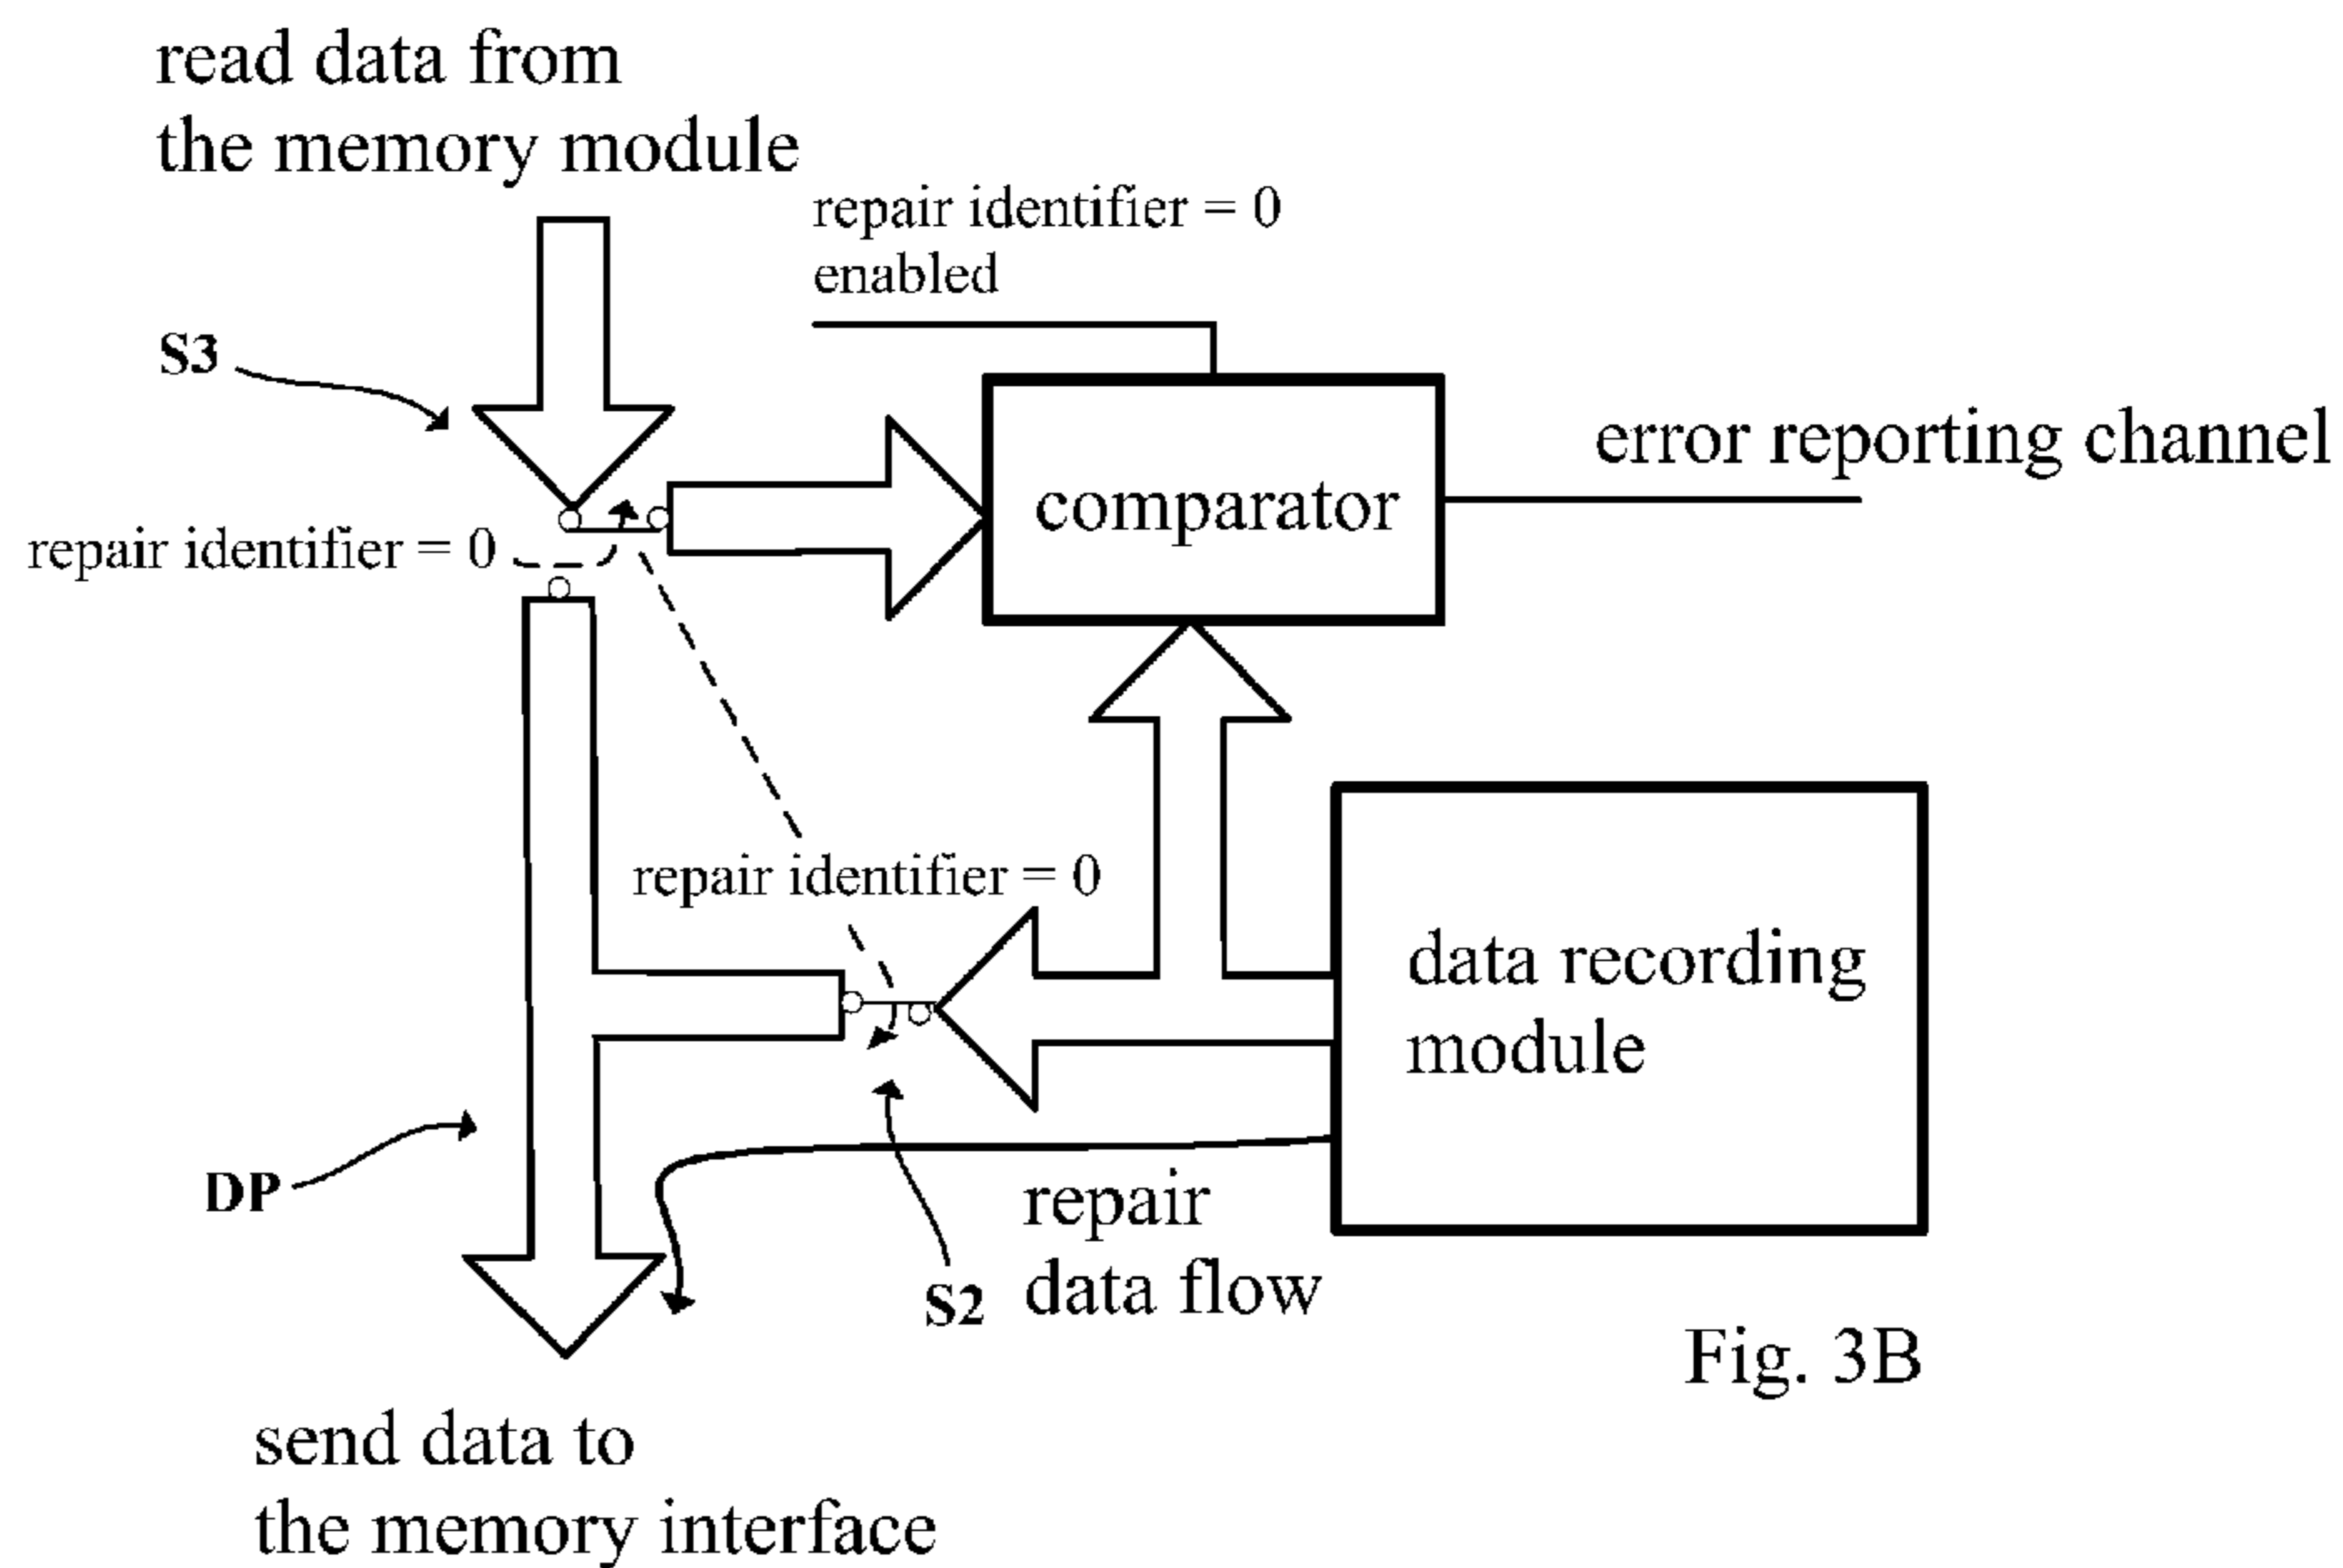 read data from
the memory module
repair identifier = 0
enabled
S3
error reporting channel
comparator
repair identifier = 0
repair identifier = 0
data recording
module
DP
repair
data flow
S2
Fig. 3B
send data to
the memory interface